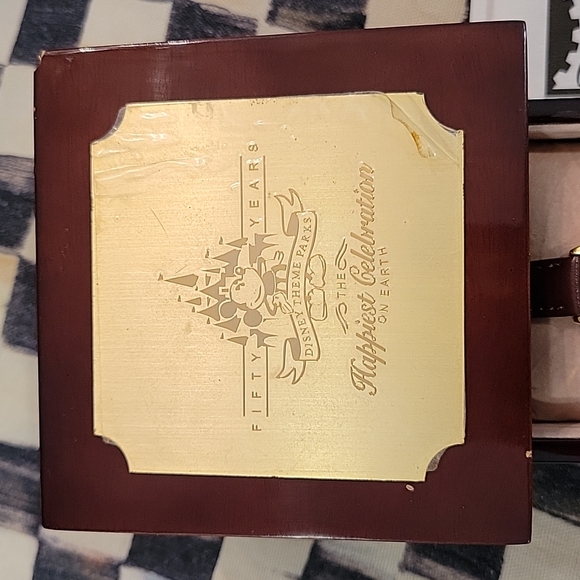 FIFTY YEARS
DISNEY THEME PARKS
THE
Happiest Celebration
ON EARTH